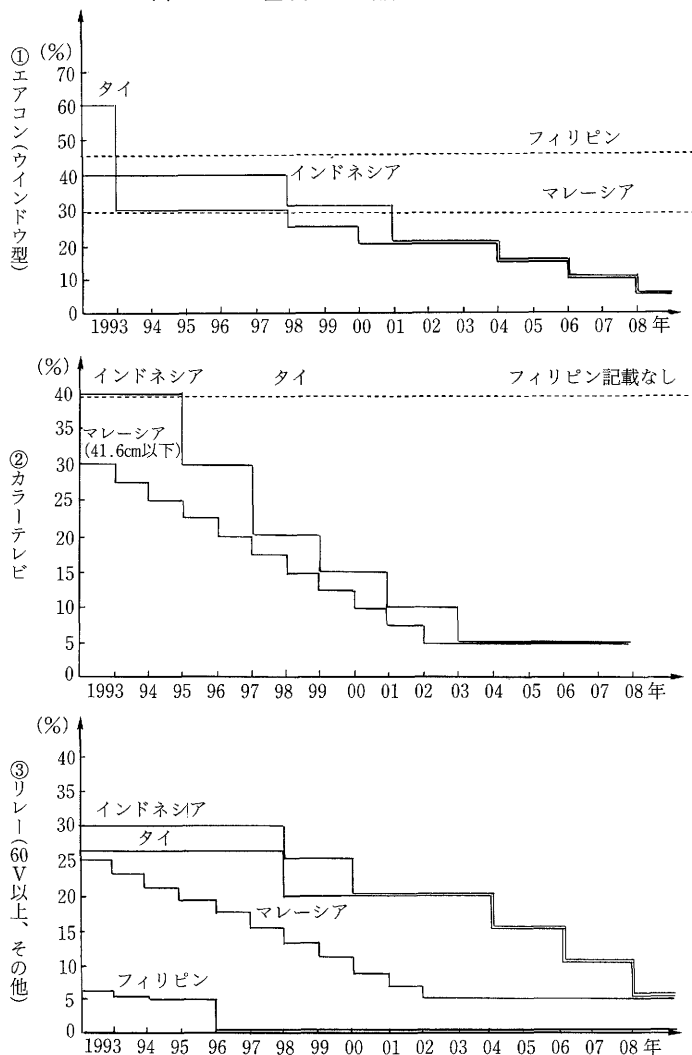 ①エアコン(ウインドウ型)
(%)
70
60
50
40
30
20
10
0
タイ
フィリピン
インドネシア
マレーシア
1993 94 95 96 97 98 99 00 01 02 03 04 05 06 07 08 年
②カラーテレビ
(%)
40
35
30
25
20
15
10
5
0
インドネシア タイ フィリピン記載なし
マレーシア
(41.6cm以下)
1993 94 95 96 97 98 99 00 01 02 03 04 05 06 07 08 年
③リレー(60V以上、その他)
(%)
40
35
30
25
20
15
10
5
0
インドネシア
タイ
マレーシア
フィリピン
1993 94 95 96 97 98 99 00 01 02 03 04 05 06 07 08 年